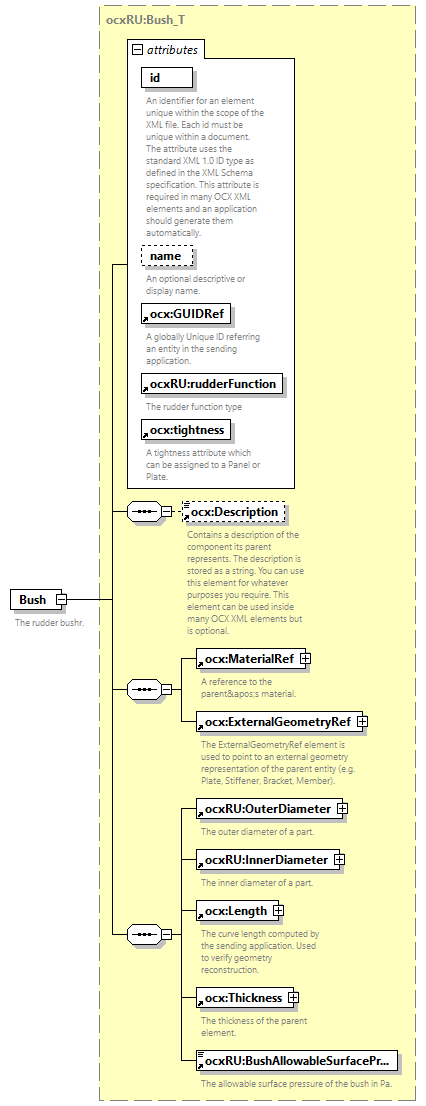 ocxRU:Bush_T
attributes
id
An identifier for an element
unique within the scope of the
XML file. Each id must be
unique within a document.
The attribute uses the
standard XML 1.0 ID type as
defined in the XML Schema
specification. This attribute is
required in many OCX XML
elements and an application
should generate them
automatically.
name
An optional descriptive or
display name.
ocx:GUIDRef
A globally Unique ID referring
an entity in the sending
application.
ocxRU:rudderFunction
The rudder function type
ocx:tightness
A tightness attribute which
can be assigned to a Panel or
Plate.
ocx:Description
Contains a description of the
component its parent
represents. The description is
stored as a string. You can use
this element for whatever
purposes you require. This
element can be used inside
many OCX XML elements but
is optional.
Bush
The rudder bushr.
ocx:MaterialRef
A reference to the
parent&apos;s material.
ocx:ExternalGeometryRef
The ExternalGeometryRef element is
used to point to an external geometry
representation of the parent entity (e.g.
Plate, Stiffener, Bracket, Member).
ocxRU:OuterDiameter
The outer diameter of a part.
ocxRU:InnerDiameter
The inner diameter of a part.
ocx:Length
The curve length computed by
the sending application. Used
to verify geometry
reconstruction.
ocx:Thickness
The thickness of the parent
element.
ocxRU:BushAllowableSurfacePr...
The allowable surface pressure of the bush in Pa.